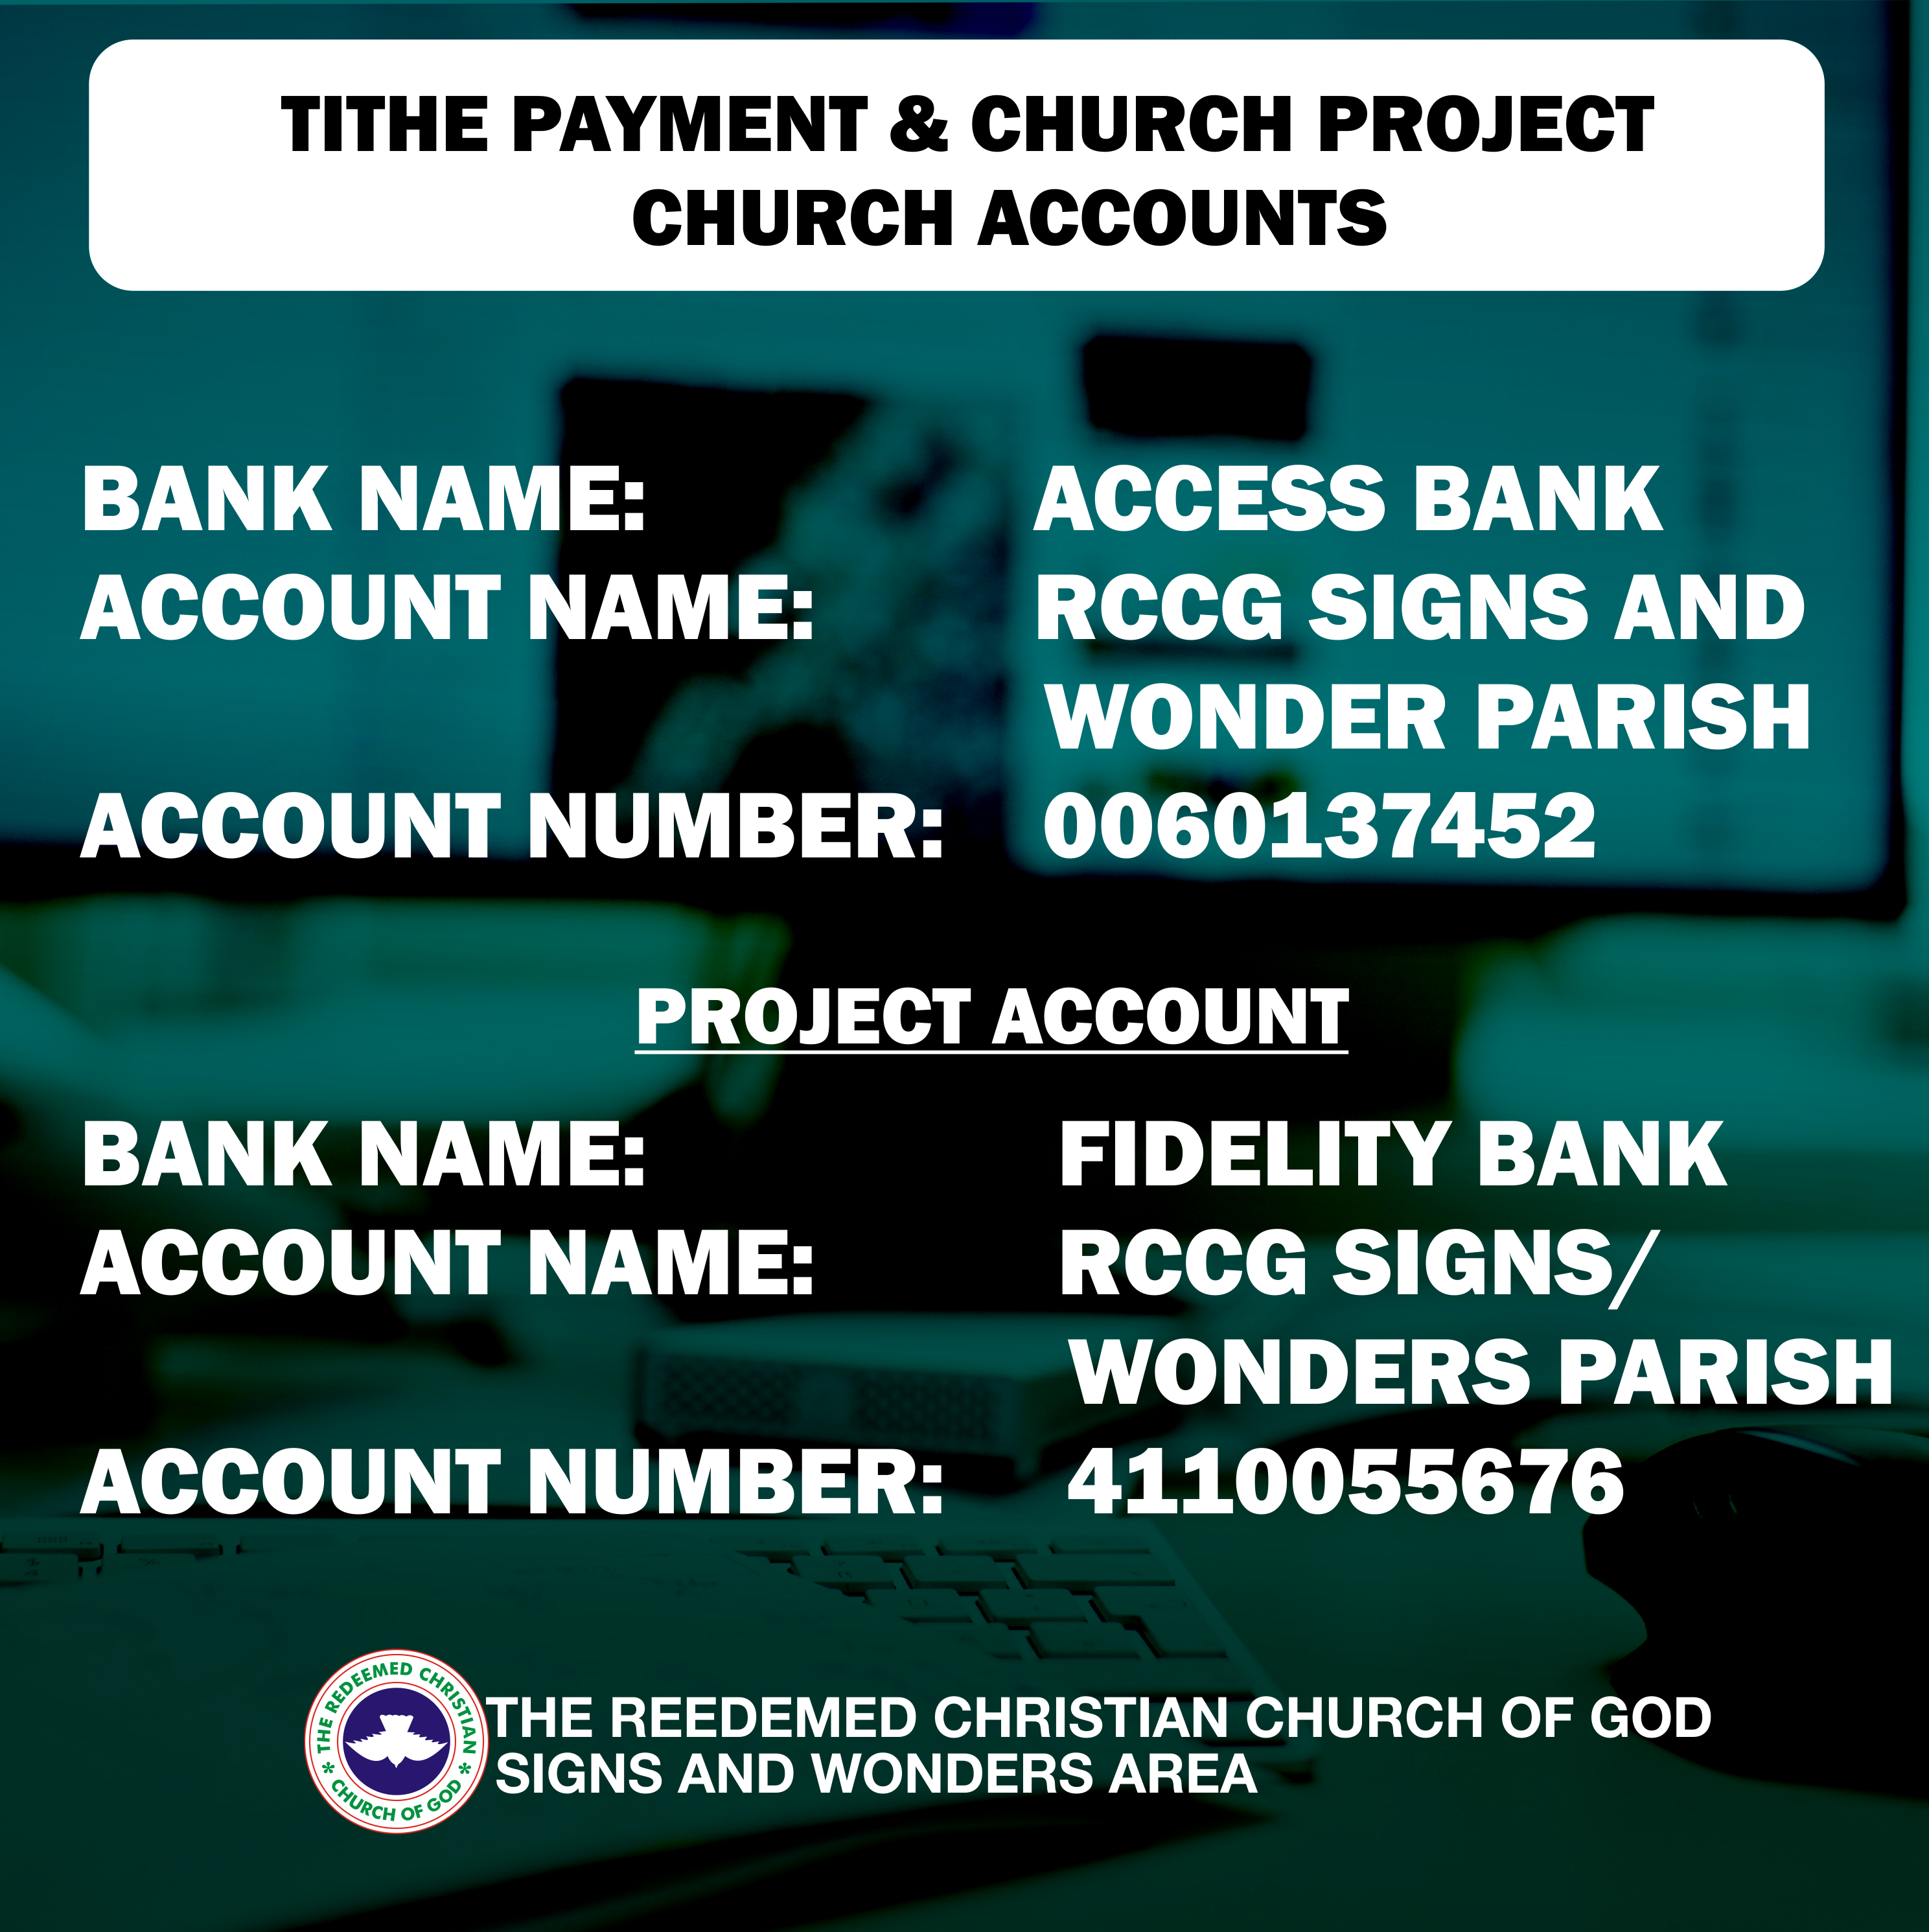 TITHE PAYMENT & CHURCH PROJECT
CHURCH ACCOUNTS
BANK NAME: ACCESS BANK
ACCOUNT NAME: RCCG SIGNS AND
WONDER PARISH
ACCOUNT NUMBER: 0060137452
PROJECT ACCOUNT
BANK NAME: FIDELITY BANK
ACCOUNT NAME: RCCG SIGNS/
WONDERS PARISH
ACCOUNT NUMBER: 4110055676
THE REDEEMED CHRISTIAN
CHURCH OF GOD
THE REEDEMED CHRISTIAN CHURCH OF GOD
SIGNS AND WONDERS AREA